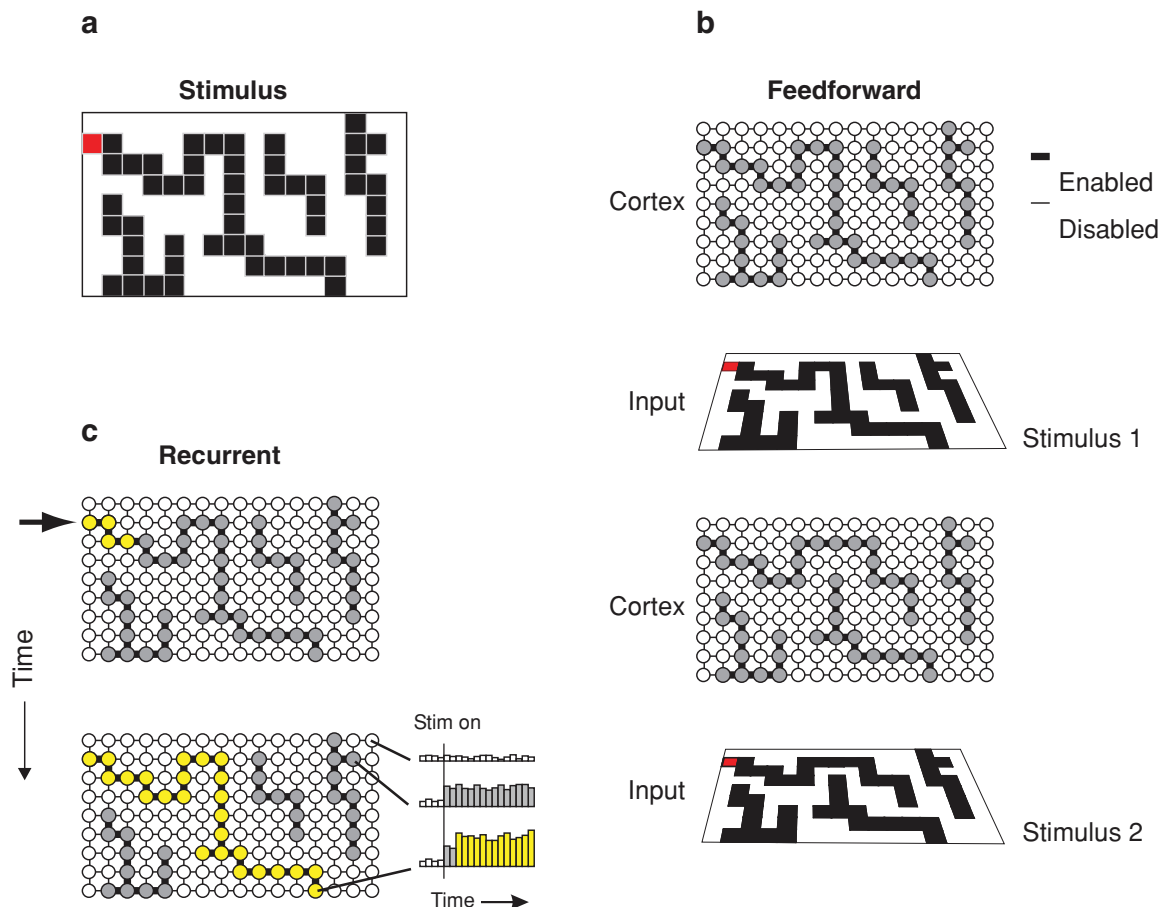 a
Stimulus
b
Feedforward
Cortex
Enabled
Disabled
Input
Stimulus 1
Cortex
Input
Stimulus 2
c
Recurrent
Time
Stim on
Time